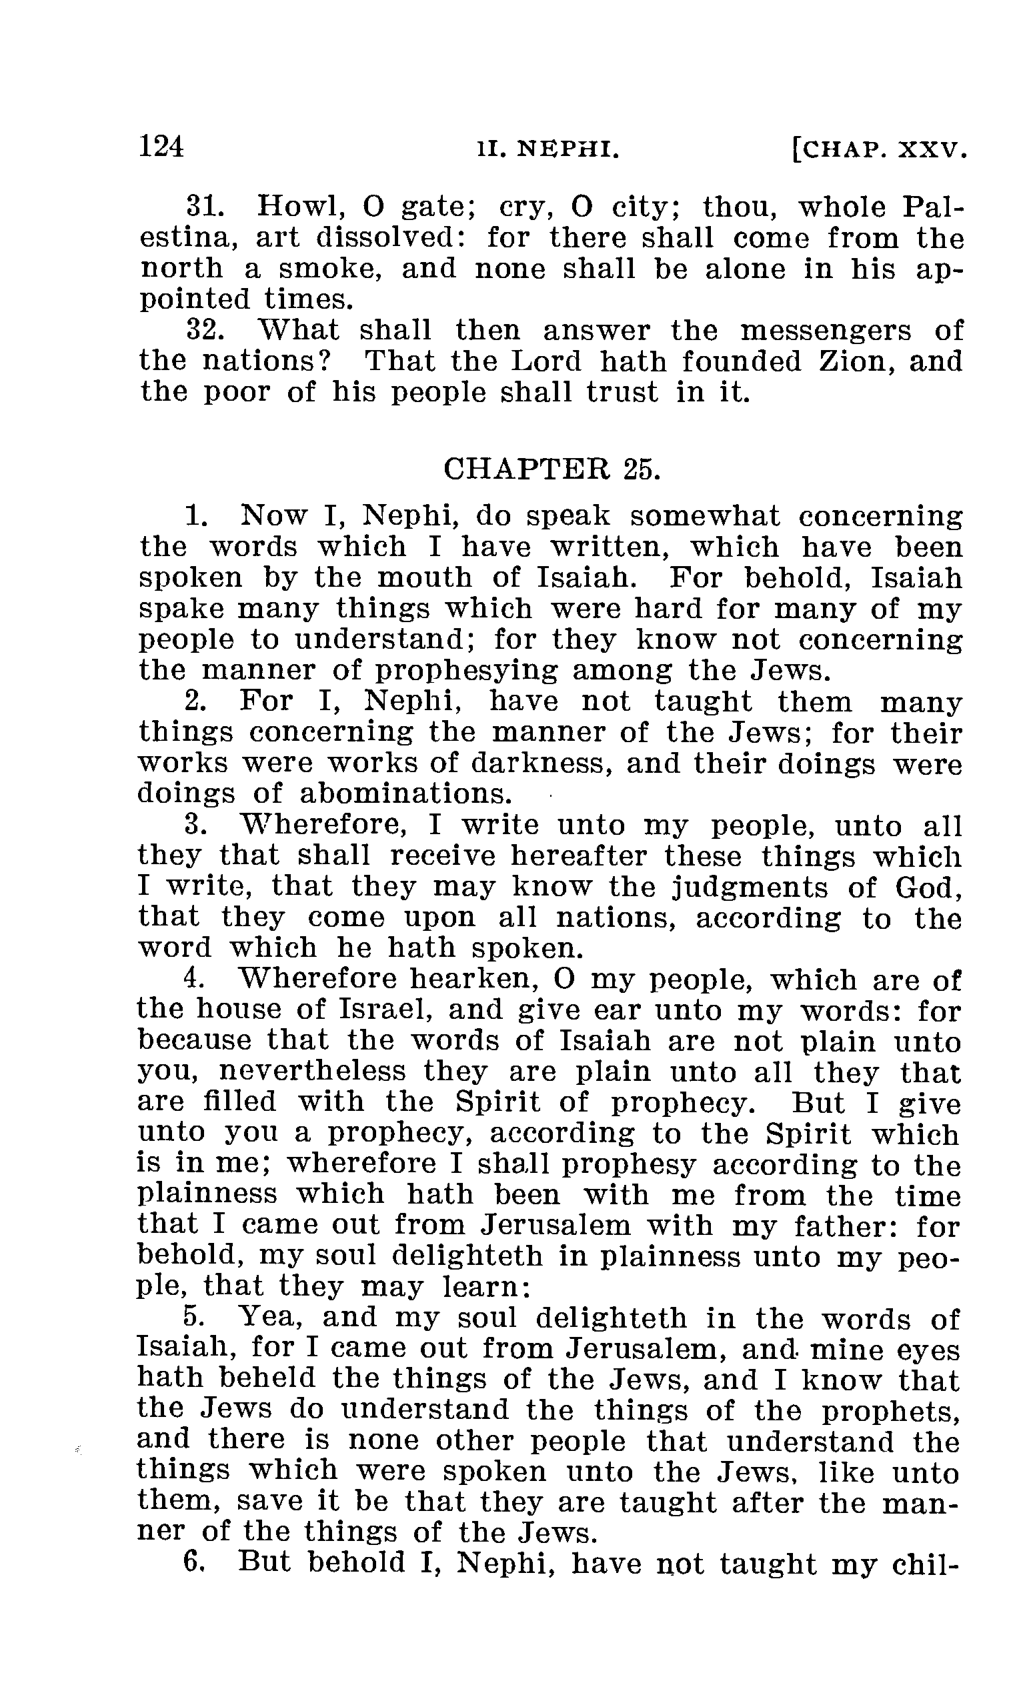 124 II. NEPHI. [CHAP. XXV.
31. Howl, O gate; cry, O city; thou, whole Pal-
estina, art dissolved: for there shall come from the
north a smoke, and none shall be alone in his ap-
pointed times.
32. What shall then answer the messengers of
the nations? That the Lord hath founded Zion, and
the poor of his people shall trust in it.
CHAPTER 25.
1. Now I, Nephi, do speak somewhat concerning
the words which I have written, which have been
spoken by the mouth of Isaiah. For behold, Isaiah
spake many things which were hard for many of my
people to understand; for they know not concerning
the manner of prophesying among the Jews.
2. For I, Nephi, have not taught them many
things concerning the manner of the Jews; for their
works were works of darkness, and their doings were
doings of abominations.
3. Wherefore, I write unto my people, unto all
they that shall receive hereafter these things which
I write, that they may know the judgments of God,
that they come upon all nations, according to the
word which he hath spoken.
4. Wherefore hearken, O my people, which are of
the house of Israel, and give ear unto my words: for
because that the words of Isaiah are not plain unto
you, nevertheless they are plain unto all they that
are filled with the Spirit of prophecy. But I give
unto you a prophecy, according to the Spirit which
is in me; wherefore I shall prophesy according to the
plainness which hath been with me from the time
that I came out from Jerusalem with my father: for
behold, my soul delighteth in plainness unto my peo-
ple, that they may learn:
5. Yea, and my soul delighteth in the words of
Isaiah, for I came out from Jerusalem, and mine eyes
hath beheld the things of the Jews, and I know that
the Jews do understand the things of the prophets,
and there is none other people that understand the
things which were spoken unto the Jews, like unto
them, save it be that they are taught after the man-
ner of the things of the Jews.
6. But behold I, Nephi, have not taught my chil-